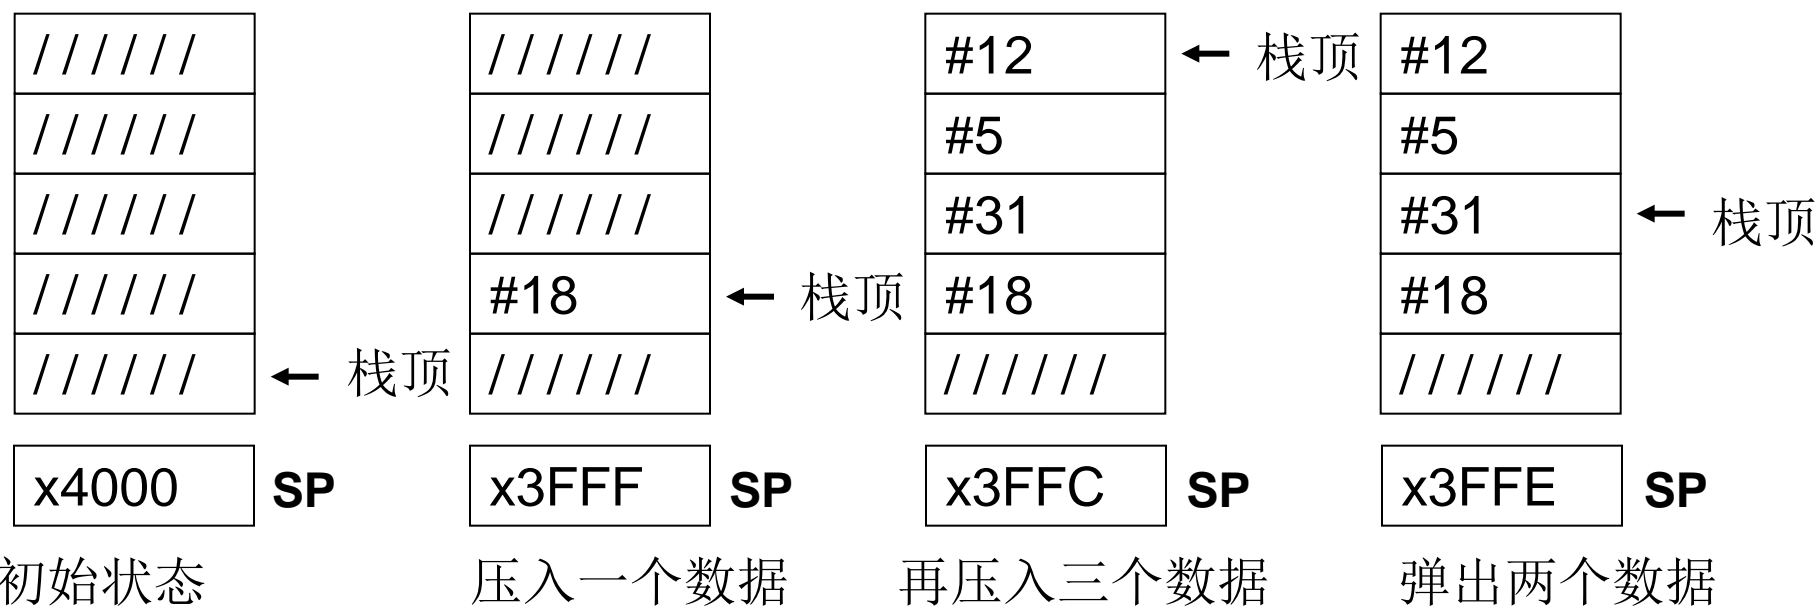 ////// ////// #12 ← 栈顶 #12
////// ////// #5 #5
////// ////// #31 #31 ← 栈顶
////// #18 ← 栈顶 #18 #18
////// ← 栈顶 ////// ////// //////
x4000 SP x3FFF SP x3FFC SP x3FFE SP
初始状态 压入一个数据 再压入三个数据 弹出两个数据